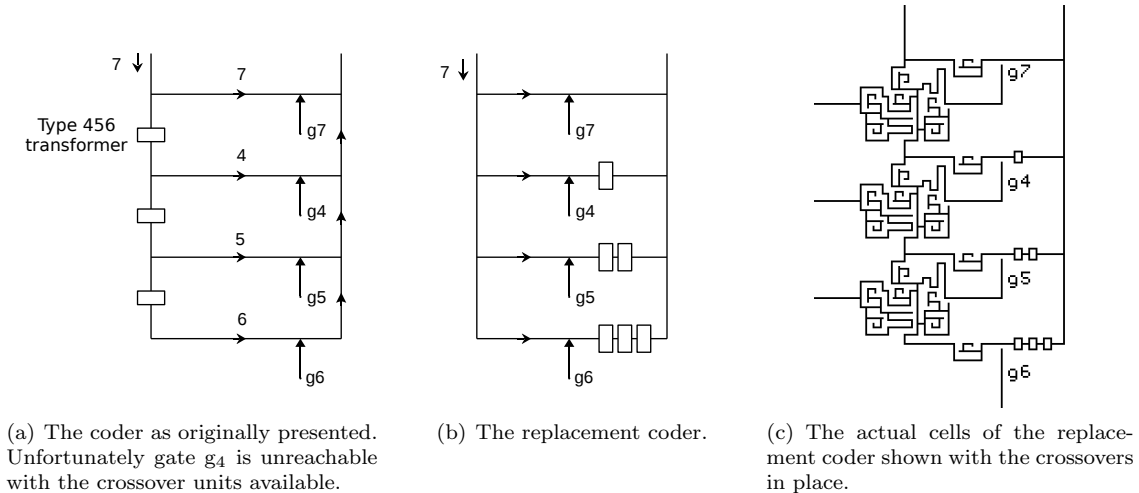 7
7
g7
Type 456
transformer
4
g4
5
g5
6
g6
7
g7
g4
g5
g6
g7
g4
g5
g6
(a) The coder as originally presented.
Unfortunately gate g4 is unreachable
with the crossover units available.
(b) The replacement coder.
(c) The actual cells of the replace-
ment coder shown with the crossovers
in place.